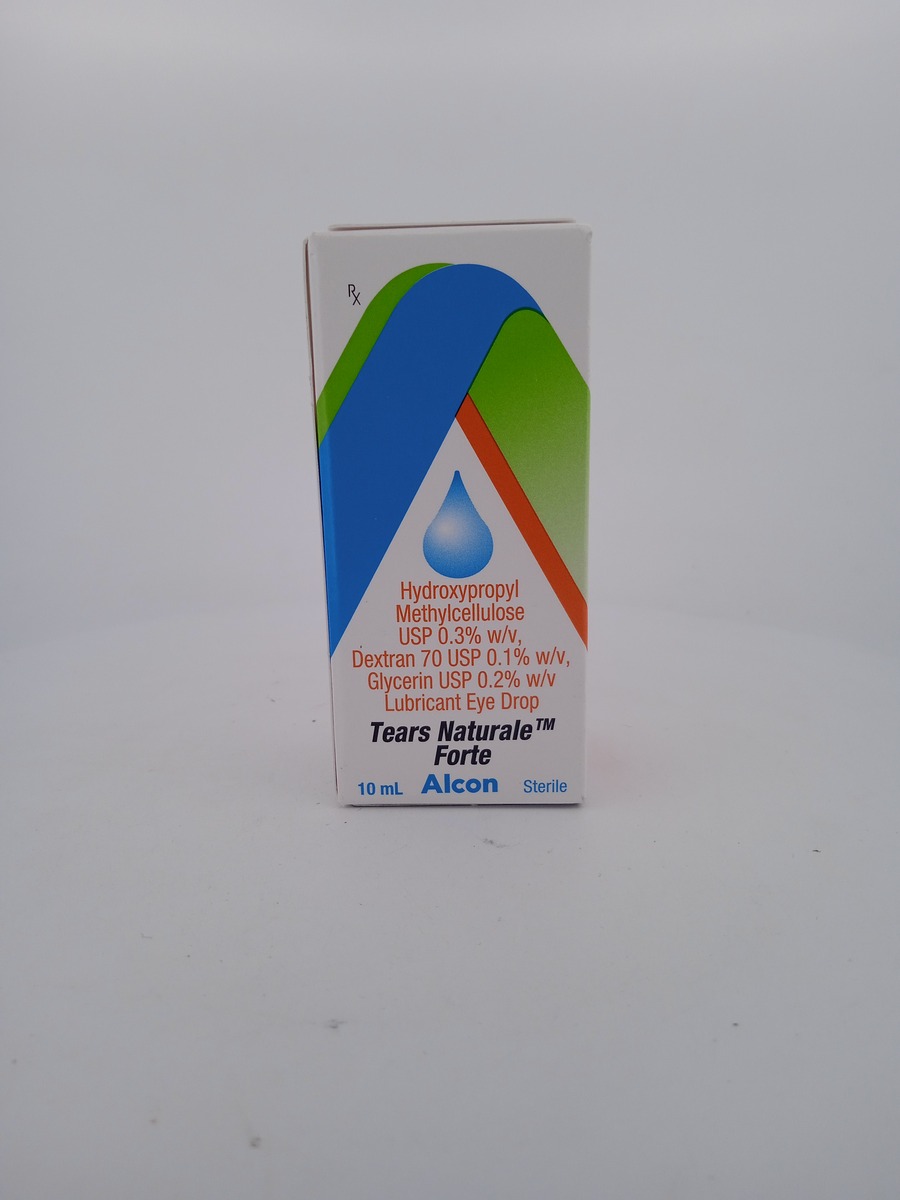 Rx
Hydroxypropyl
Methylcellulose
USP 0.3% w/v,
Dextran 70 USP 0.1% w/v,
Glycerin USP 0.2% w/v
Lubricant Eye Drop
Tears Naturale™
Forte
10 mL Alcon Sterile